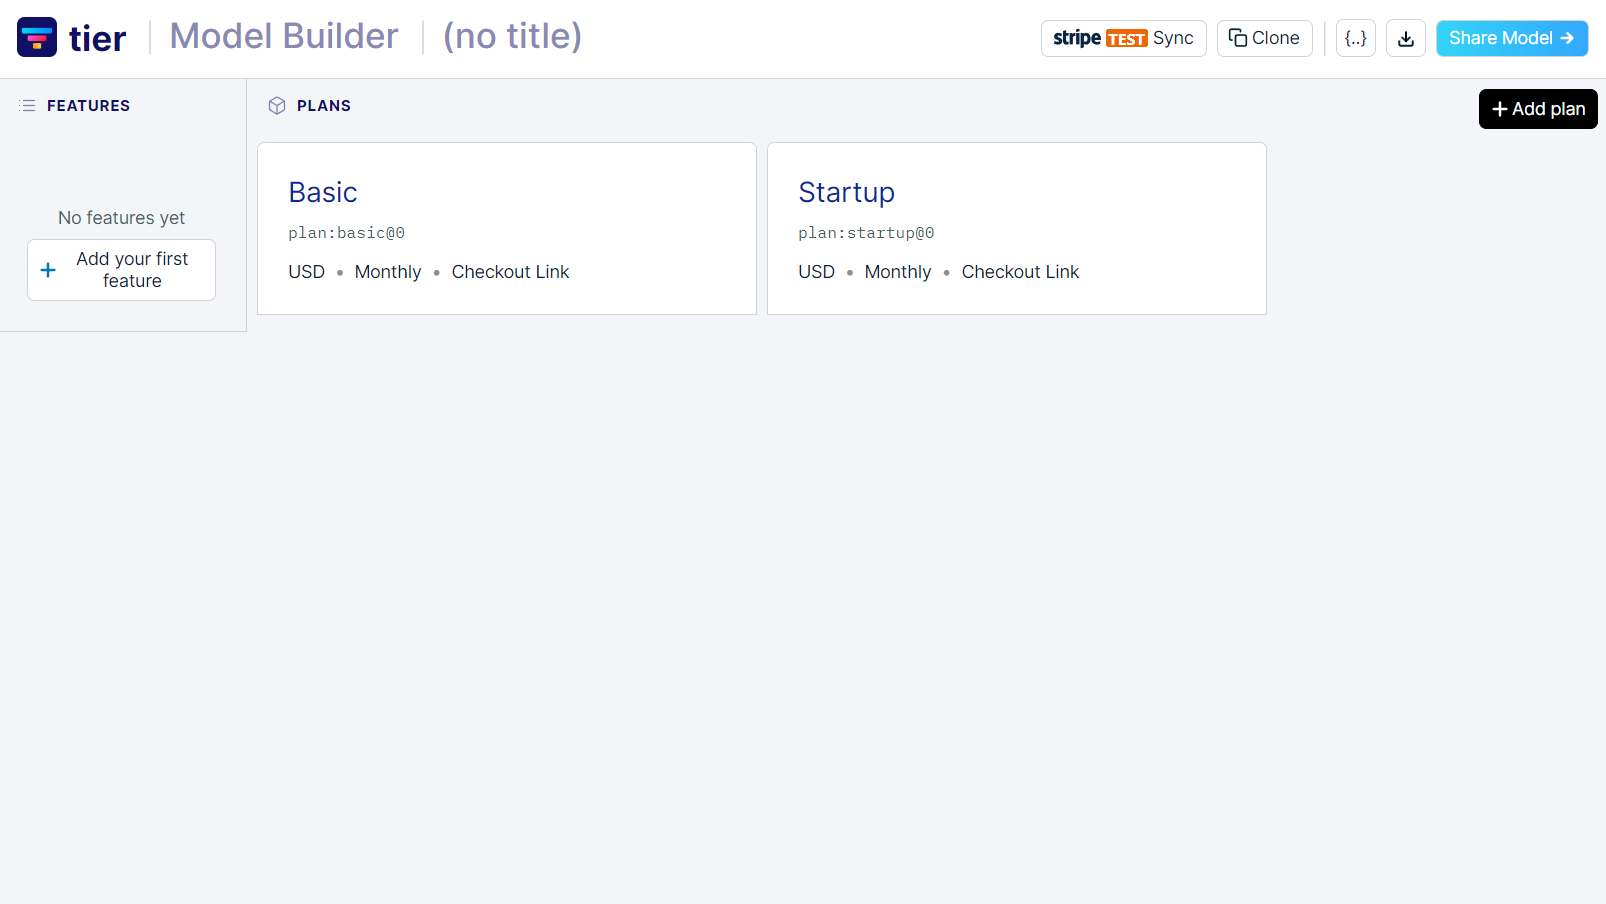 tier
Model Builder
(no title)
stripe TEST Sync
Clone
{..}
Share Model
FEATURES
PLANS
Add plan
No features yet
Add your first
feature
Basic
plan:basic@0
USD • Monthly • Checkout Link
Startup
plan:startup@0
USD • Monthly • Checkout Link